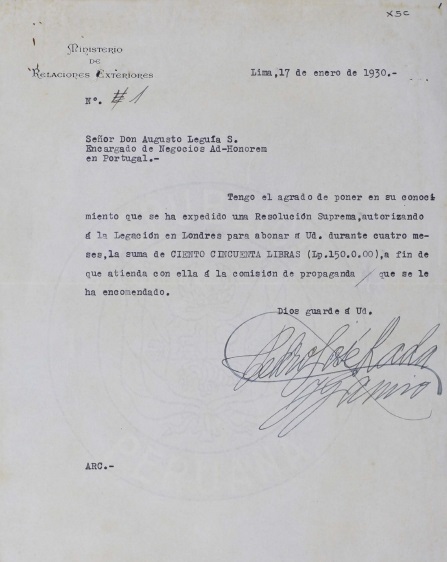 X5C
MINISTERIO
DE
RELACIONES EXTERIORES
Lima,17 de enero de 1930.-
Nº. #1
Señor Don Augusto Leguía S.
Encargado de Negocios Ad-Honorem
en Portugal.-
Tengo el agrado de poner en su conoci
miento que se ha expedido una Resolución Suprema,autorizando
á la Legación en Londres para abonar á Ud. durante cuatro me-
ses,la suma de CIENTO CINCUENTA LIBRAS (Lp.150.0.00),a fin de
que atienda con ella á la comisión de propaganda / que se le
ha encomendado.
Dios guarde á Ud.
Pedro José Rada
y Gamio
ARC.-